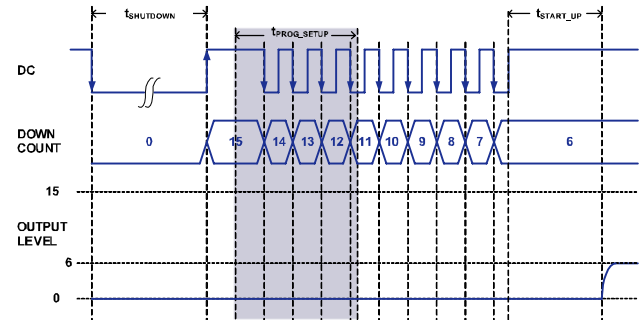 tSHUTDOWN
tSTART_UP
tPROG_SETUP
DC
DOWN
COUNT
0 15 14 13 12 11 10 9 8 7 6
15
OUTPUT
LEVEL
6
0